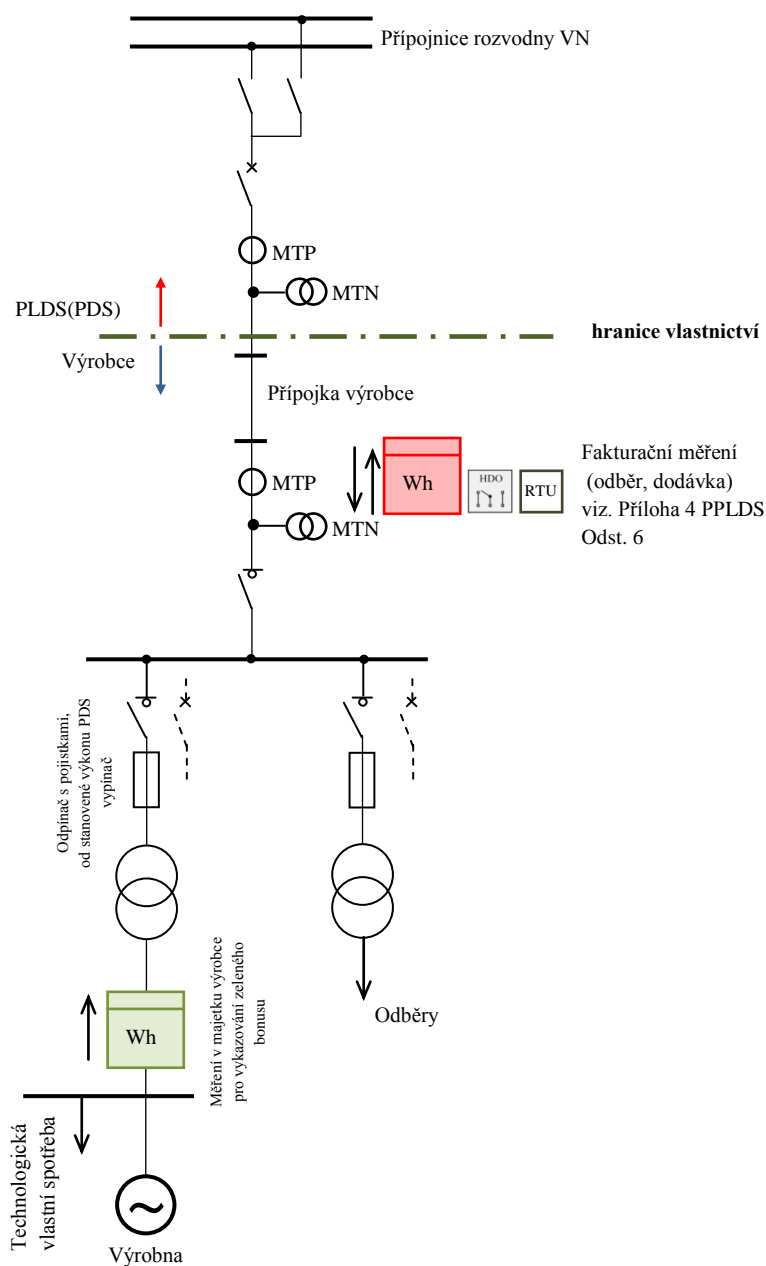 Přípojnice rozvodny VN
MTP
MTN
PLDS(PDS)
hranice vlastnictví
Výrobce
Přípojka výrobce
MTP
MTN
Wh
HDO
RTU
Fakturační měření
(odběr, dodávka)
viz. Příloha 4 PPLDS
Odst. 6
Odpínač s pojistkami,
od stanovené výkonu PDS
vypínač
Wh
Měření v majetku výrobce
pro vykazování zeleného
bonusu
Odběry
Technologická
vlastní spotřeba
Výrobna